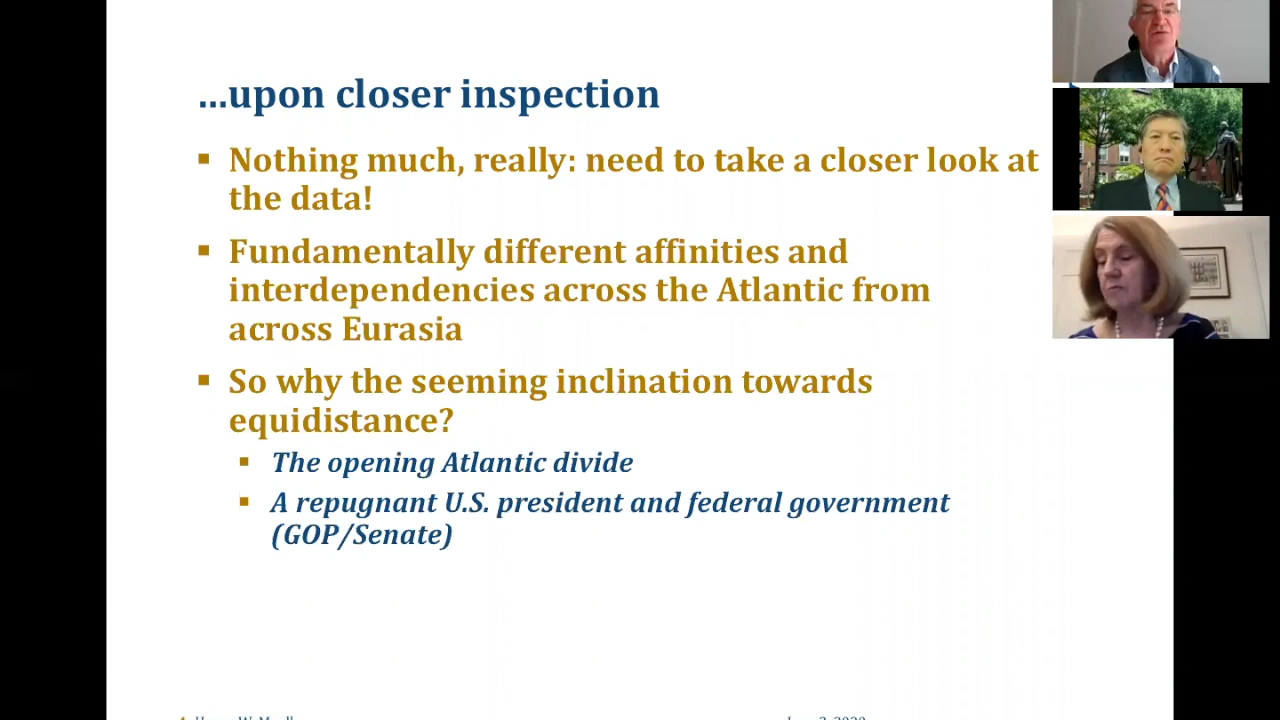 …upon closer inspection
▪ Nothing much, really: need to take a closer look at
the data!
▪ Fundamentally different affinities and
interdependencies across the Atlantic from
across Eurasia
▪ So why the seeming inclination towards
equidistance?
▪ The opening Atlantic divide
▪ A repugnant U.S. president and federal government
(GOP/Senate)